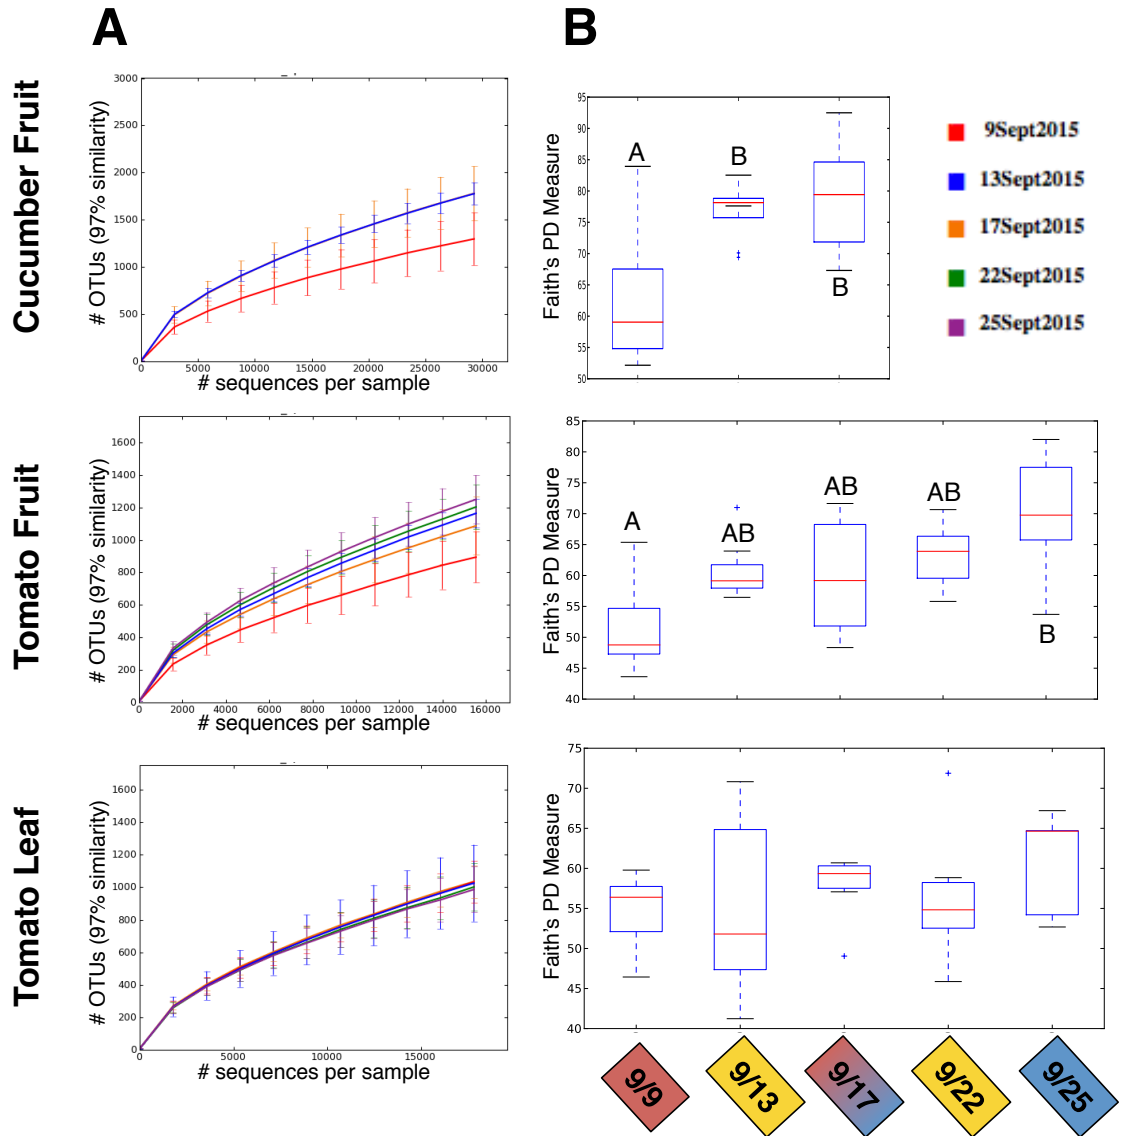 A
B
Cucumber Fruit
# OTUs (97% similarity)
3000
2500
2000
1500
1000
500
0
0 5000 10000 15000 20000 25000 30000
# sequences per sample
Faith's PD Measure
95
90
85
80
75
70
65
60
55
50
A
B
B
9Sept2015
13Sept2015
17Sept2015
22Sept2015
25Sept2015
Tomato Fruit
# OTUs (97% similarity)
1600
1400
1200
1000
800
600
400
200
0
0 2000 4000 6000 8000 10000 12000 14000 16000
# sequences per sample
Faith's PD Measure
85
80
75
70
65
60
55
50
45
40
A
AB
AB
AB
B
Tomato Leaf
# OTUs (97% similarity)
1600
1400
1200
1000
800
600
400
200
0
0 5000 10000 15000
# sequences per sample
Faith's PD Measure
75
70
65
60
55
50
45
40
9/9
9/13
9/17
9/22
9/25